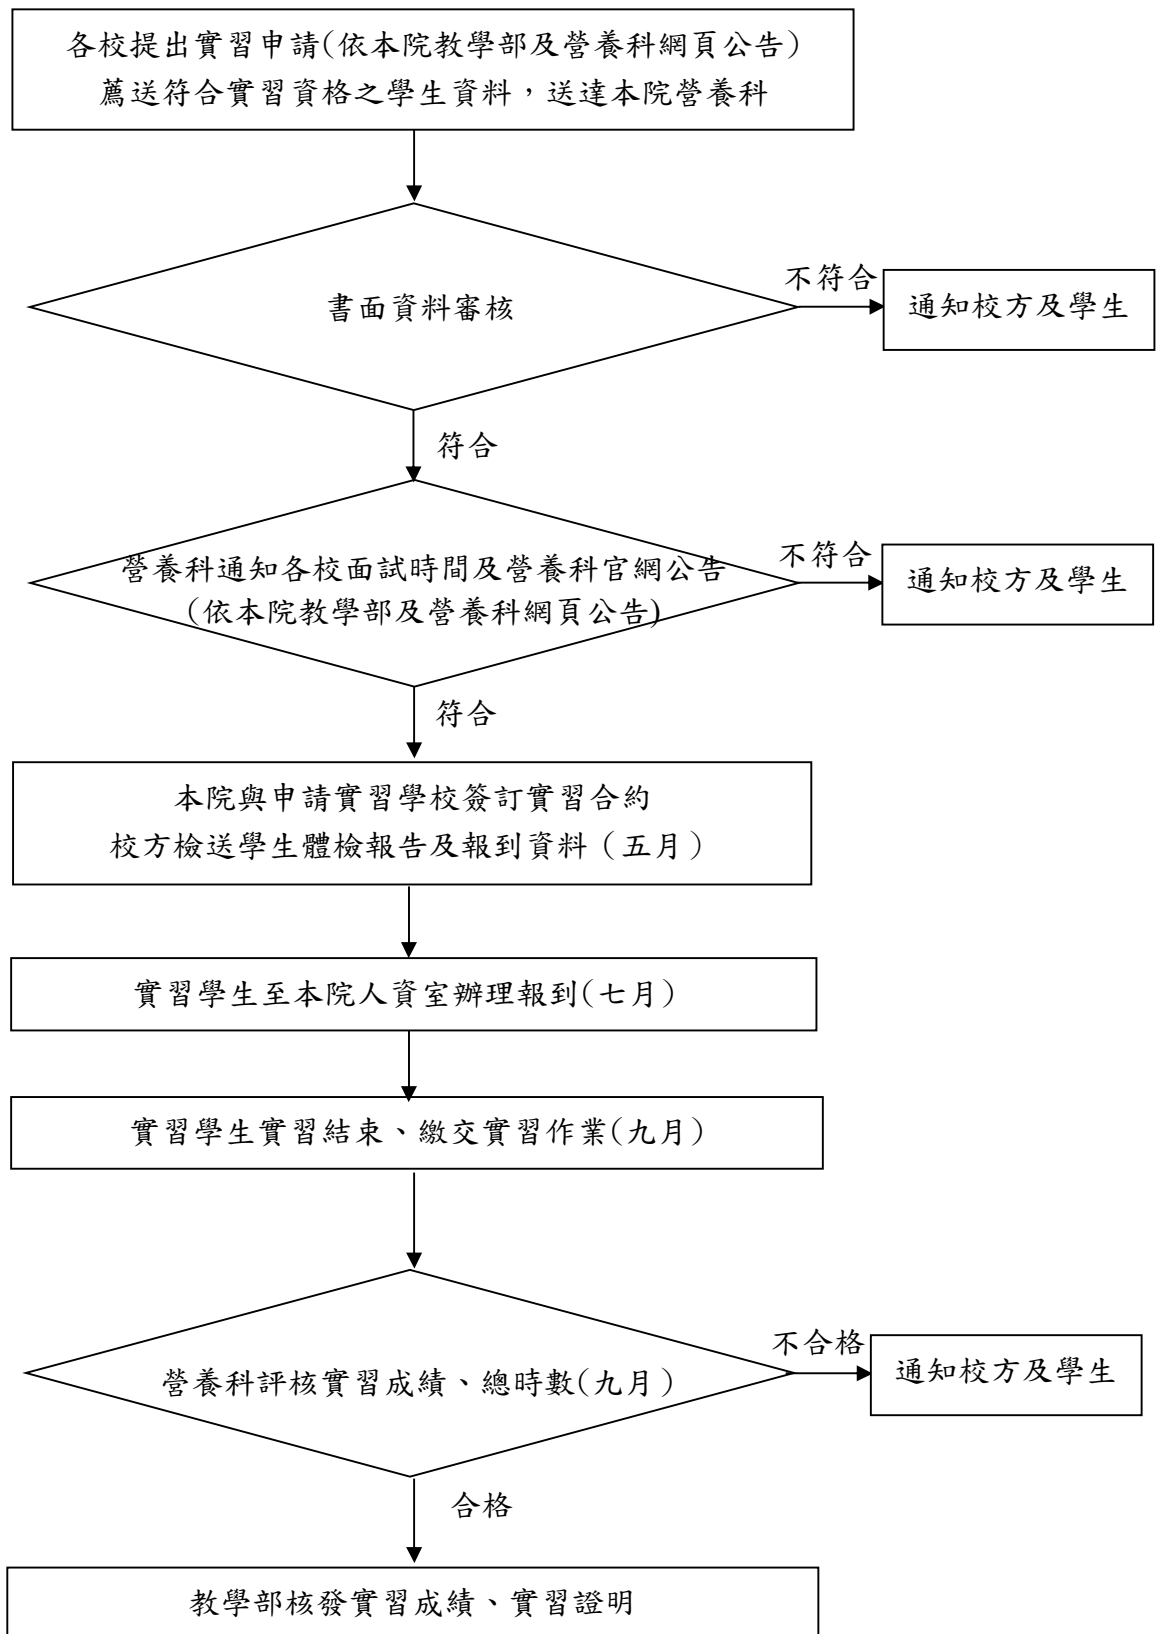 各校提出實習申請(依本院教學部及營養科網頁公告)
薦送符合實習資格之學生資料，送達本院營養科
書面資料審核
不符合
通知校方及學生
符合
營養科通知各校面試時間及營養科官網公告
(依本院教學部及營養科網頁公告)
不符合
通知校方及學生
符合
本院與申請實習學校簽訂實習合約
校方檢送學生體檢報告及報到資料（五月）
實習學生至本院人資室辦理報到(七月)
實習學生實習結束、繳交實習作業(九月)
營養科評核實習成績、總時數(九月)
不合格
通知校方及學生
合格
教學部核發實習成績、實習證明